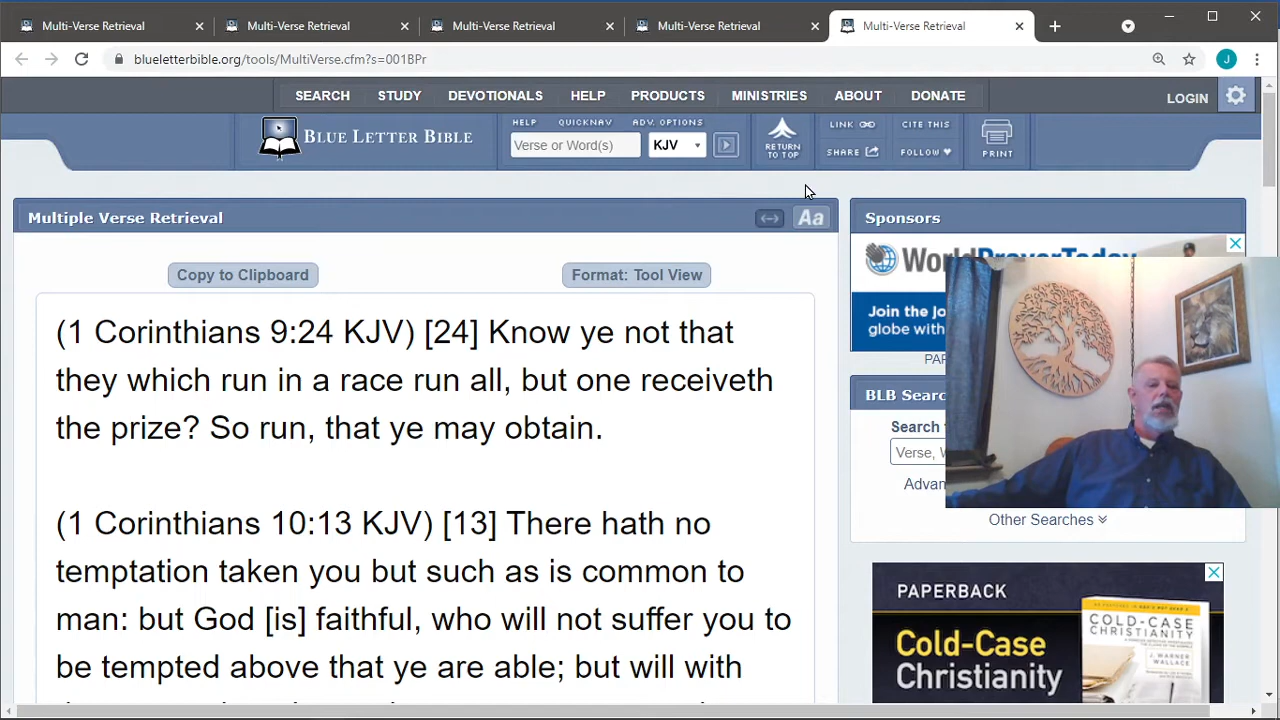 Multi-Verse Retrieval
Multi-Verse Retrieval
Multi-Verse Retrieval
Multi-Verse Retrieval
Multi-Verse Retrieval
blueletterbible.org/tools/MultiVerse.cfm?s=001BPr
J
SEARCH STUDY DEVOTIONALS HELP PRODUCTS MINISTRIES ABOUT DONATE
LOGIN
BLUE LETTER BIBLE
HELP QUICKNAV ADV. OPTIONS
Verse or Word(s) KJV
RETURN
TO TOP
LINK CITE THIS
SHARE FOLLOW
PRINT
Multiple Verse Retrieval
Aa
Copy to Clipboard Format: Tool View
(1 Corinthians 9:24 KJV) [24] Know ye not that
they which run in a race run all, but one receiveth
the prize? So run, that ye may obtain.
(1 Corinthians 10:13 KJV) [13] There hath no
temptation taken you but such as is common to
man: but God [is] faithful, who will not suffer you to
be tempted above that ye are able; but will with
Sponsors
Join the
globe with
BLB
Search
Verse,
Other Searches
PAPERBACK
Cold-Case
Christianity
COLD-CASE
CHRISTIANITY
J. WARNER
WALLACE